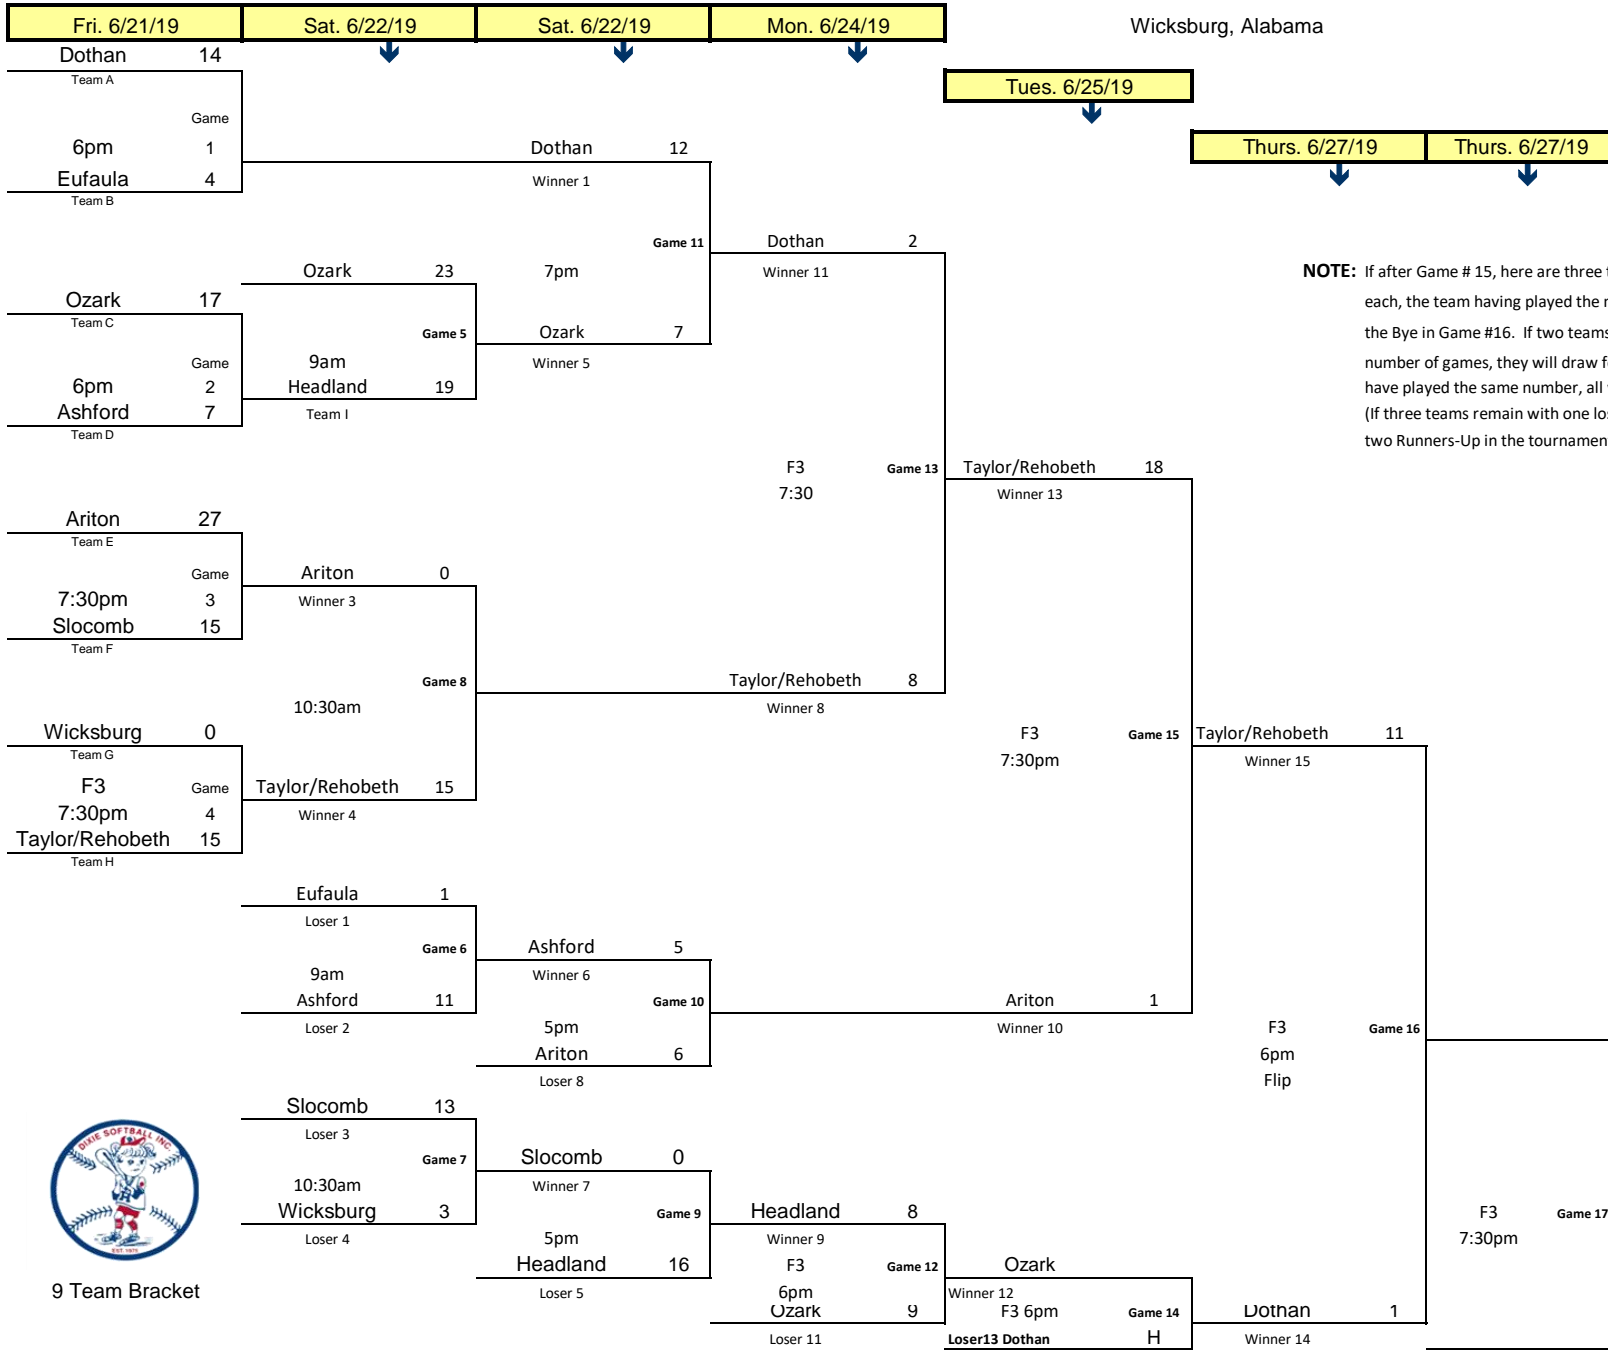 Fri. 6/21/19 Sat. 6/22/19 Sat. 6/22/19 Mon. 6/24/19 Wicksburg, Alabama
Dothan 14
Team A
Tues. 6/25/19
Game
6pm 1 Dothan 12 Thurs. 6/27/19 Thurs. 6/27/19
Eufaula 4 Winner 1
Team B
Game 11 Dothan 2
Ozark 23 7pm Winner 11 NOTE: If after Game # 15, here are three
Ozark 17 each, the team having played the
Team C
Game 5 Ozark 7 the Bye in Game #16. If two teams
Game 9am Winner 5 number of games, they will draw
6pm 2 Headland 19 have played the same number, all
Ashford 7 Team I (If three teams remain with one
Team D two Runners-Up in the
F3 Game 13 Taylor/Rehobeth 18
7:30 Winner 13
Ariton 27
Team E
Game Ariton 0
7:30pm 3 Winner 3
Slocomb 15
Team F
Game 8 Taylor/Rehobeth 8
10:30am Winner 8
Wicksburg 0 F3 Game 15 Taylor/Rehobeth 11
Team G 7:30pm Winner 15
F3 Game Taylor/Rehobeth 15
7:30pm 4 Winner 4
Taylor/Rehobeth 15
Team H
Eufaula 1
Loser 1
Game 6 Ashford 5
9am Winner 6
Ashford 11 Game 10 Ariton 1
Loser 2 5pm Winner 10 F3 Game 16
Ariton 6 6pm
Loser 8 Flip
Slocomb 13
Loser 3
DIXIE SOFTBALL INC.
Game 7 Slocomb 0
10:30am Winner 7
Wicksburg 3 Game 9 Headland 8 F3 Game 17
Loser 4 5pm Winner 9 7:30pm
Headland 16 F3 Game 12 Ozark
9 Team Bracket Loser 5 6pm Winner 12
Ozark 9 F3 6pm Game 14 Dothan 1
Loser 11 Loser13 Dothan H Winner 14